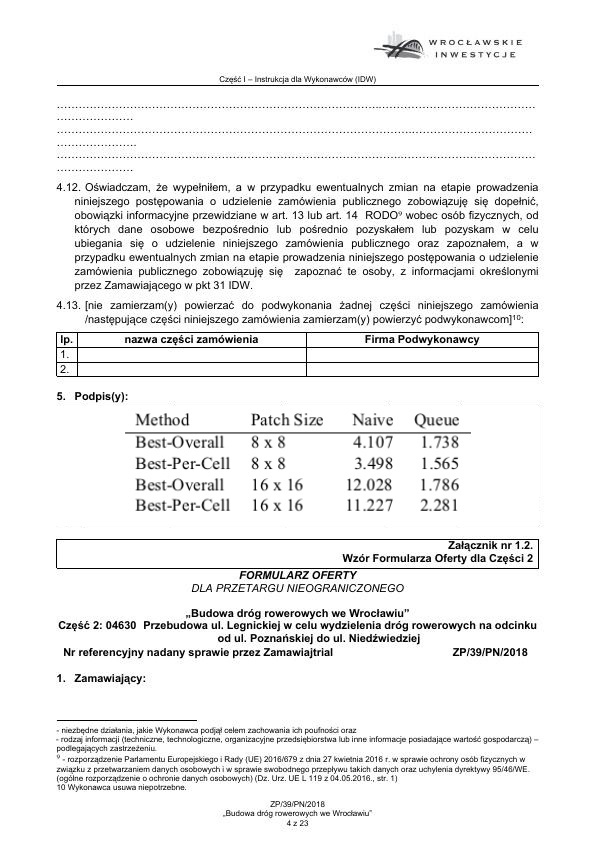 WROCŁAWSKIE
INWESTYCJE
Część I – Instrukcja dla Wykonawców (IDW)
…………………………………………………………………………………………………………………
………………….
…………………………………………………………………………………………………………………
………………….
…………………………………………………………………………………………………………………
………………….
4.12. Oświadczam, że wypełniłem, a w przypadku ewentualnych zmian na etapie prowadzenia
niniejszego postępowania o udzielenie zamówienia publicznego zobowiązuję się dopełnić,
obowiązki informacyjne przewidziane w art. 13 lub art. 14 RODO⁹ wobec osób fizycznych, od
których dane osobowe bezpośrednio lub pośrednio pozyskałem lub pozyskam w celu
ubiegania się o udzielenie niniejszego zamówienia publicznego oraz zapoznałem, a w
przypadku ewentualnych zmian na etapie prowadzenia niniejszego postępowania o udzielenie
zamówienia publicznego zobowiązuję się zapoznać te osoby, z informacjami określonymi
przez Zamawiającego w pkt 31 IDW.
4.13. [nie zamierzam(y) powierzać do podwykonania żadnej części niniejszego zamówienia
/następujące części niniejszego zamówienia zamierzam(y) powierzyć podwykonawcom]¹⁰:
lp. nazwa części zamówienia Firma Podwykonawcy
1.
2.
5. Podpis(y):
Method Patch Size Naive Queue
Best-Overall 8 x 8 4.107 1.738
Best-Per-Cell 8 x 8 3.498 1.565
Best-Overall 16 x 16 12.028 1.786
Best-Per-Cell 16 x 16 11.227 2.281
Załącznik nr 1.2.
Wzór Formularza Oferty dla Części 2
FORMULARZ OFERTY
DLA PRZETARGU NIEOGRANICZONEGO
„Budowa dróg rowerowych we Wrocławiu”
Część 2: 04630 Przebudowa ul. Legnickiej w celu wydzielenia dróg rowerowych na odcinku
od ul. Poznańskiej do ul. Niedźwiedziej
Nr referencyjny nadany sprawie przez Zamawiajtrial ZP/39/PN/2018
1. Zamawiający:
- niezbędne działania, jakie Wykonawca podjął celem zachowania ich poufności oraz
- rodzaj informacji (techniczne, technologiczne, organizacyjne przedsiębiorstwa lub inne informacje posiadające wartość gospodarczą) –
podlegających zastrzeżeniu.
⁹ - rozporządzenie Parlamentu Europejskiego i Rady (UE) 2016/679 z dnia 27 kwietnia 2016 r. w sprawie ochrony osób fizycznych w
związku z przetwarzaniem danych osobowych i w sprawie swobodnego przepływu takich danych oraz uchylenia dyrektywy 95/46/WE.
(ogólne rozporządzenie o ochronie danych osobowych) (Dz. Urz. UE L 119 z 04.05.2016., str. 1)
10 Wykonawca usuwa niepotrzebne.
ZP/39/PN/2018
„Budowa dróg rowerowych we Wrocławiu”
4 z 23